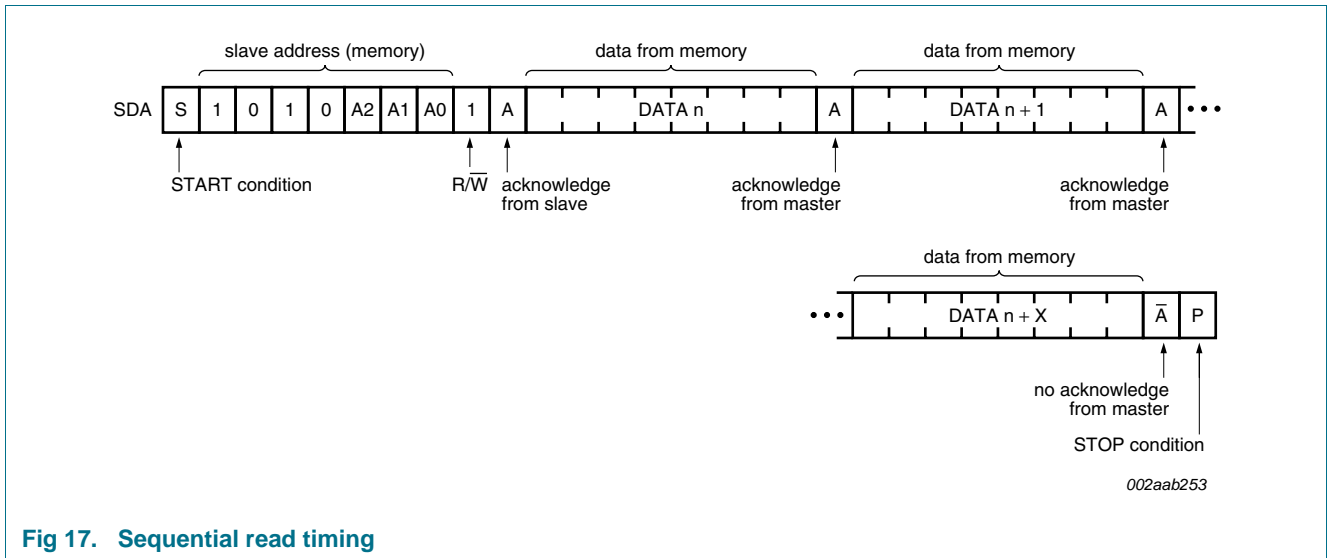 slave address (memory) data from memory data from memory
SDA S 1 0 1 0 A2 A1 A0 1 A DATA n A DATA n + 1 A •••
START condition R/W̅ acknowledge from slave acknowledge from master acknowledge from master
data from memory
••• DATA n + X A̅ P
no acknowledge
from master
STOP condition
002aab253
Fig 17. Sequential read timing